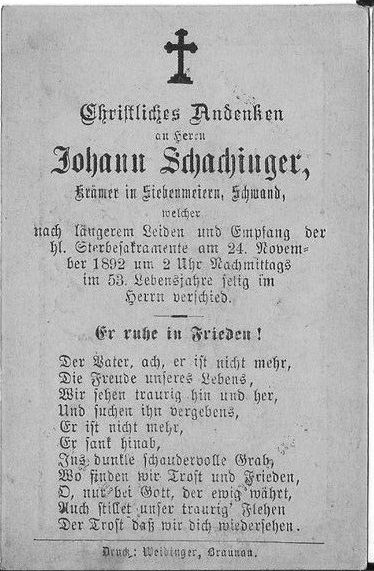 Christliches Andenken
an Herrn
Johann Schachinger,
Krämer in Siebenmeiern, Schwand,
welcher
nach längerem Leiden und Empfang der
hl. Sterbesakramente am 24. Novem-
ber 1892 um 2 Uhr Nachmittags
im 53. Lebensjahre selig im
Herrn verschied.
Er ruhe in Frieden!
Der Vater, ach, er ist nicht mehr,
Die Freude unseres Lebens,
Wir sehen traurig hin und her,
Und suchen ihn vergebens,
Er ist nicht mehr,
Er sank hinab,
Ins dunkle schaudervolle Grab,
Wo finden wir Trost und Frieden,
O, nur bei Gott, der ewig währt,
Auch stillet unser traurig' Flehen
Der Trost daß wir dich wiedersehen.
Druck: Weidinger, Braunau.